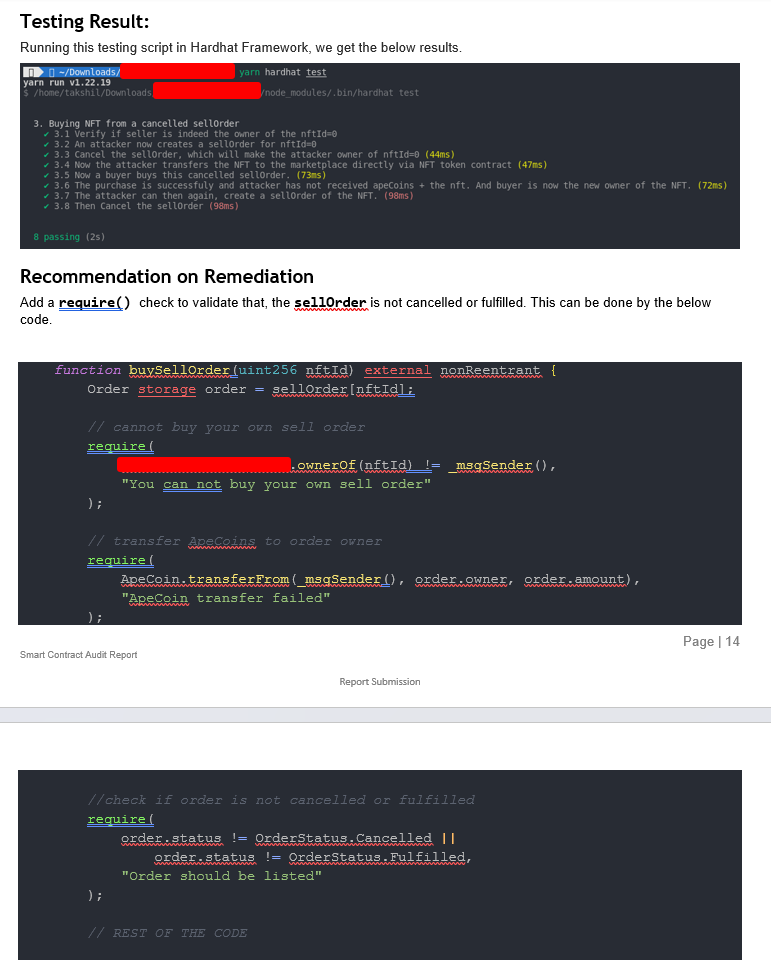 Testing Result:
Running this testing script in Hardhat Framework, we get the below results.
~/Downloads/ yarn hardhat test
yarn run v1.22.19
$ /home/takshil/Downloads /node_modules/.bin/hardhat test
3. Buying NFT from a cancelled sellOrder
✔ 3.1 Verify if seller is indeed the owner of the nftId=0
✔ 3.2 An attacker now creates a sellOrder for nftId=0
✔ 3.3 Cancel the sellOrder, which will make the attacker owner of nftId=0 (44ms)
✔ 3.4 Now the attacker transfers the NFT to the marketplace directly via NFT token contract (47ms)
✔ 3.5 Now a buyer buys this cancelled sellOrder. (73ms)
✔ 3.6 The purchase is successfuly and attacker has not received apeCoins + the nft. And buyer is now the new owner of the NFT. (72ms)
✔ 3.7 The attacker can then again, create a sellOrder of the NFT. (98ms)
✔ 3.8 Then Cancel the sellOrder (98ms)
8 passing (2s)
Recommendation on Remediation
Add a require() check to validate that, the sellOrder is not cancelled or fulfilled. This can be done by the below
code.
function buySellOrder(uint256 nftId) external nonReentrant {
Order storage order = sellOrder[nftId];
// cannot buy your own sell order
require(
.ownerOf(nftId) != _msgSender(),
"You can not buy your own sell order"
);
// transfer ApeCoins to order owner
require(
ApeCoin.transferFrom(_msgSender(), order.owner, order.amount),
"ApeCoin transfer failed"
);
Page | 14
Smart Contract Audit Report
Report Submission
//check if order is not cancelled or fulfilled
require(
order.status != OrderStatus.Cancelled ||
order.status != OrderStatus.Fulfilled,
"Order should be listed"
);
// REST OF THE CODE